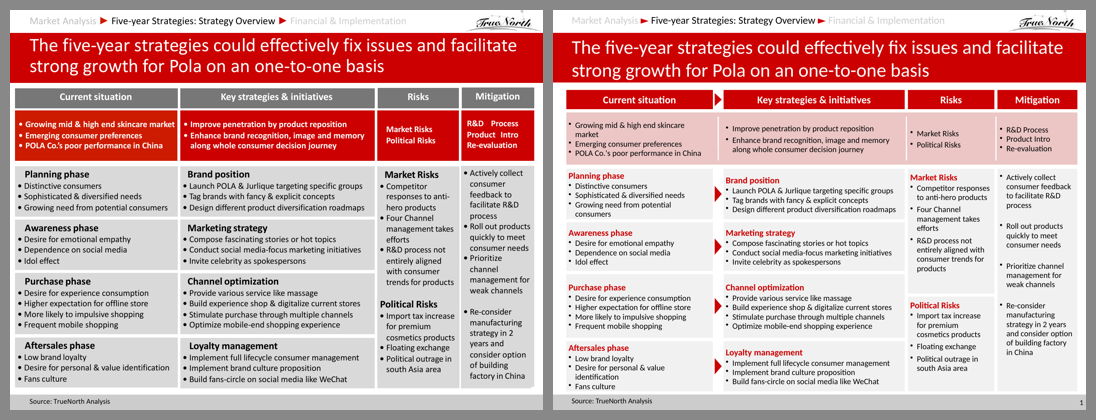 Market Analysis ► Five-year Strategies: Strategy Overview ► Financial & Implementation
TrueNorth
The five-year strategies could effectively fix issues and facilitate
strong growth for Pola on an one-to-one basis
Current situation
Key strategies & initiatives
Risks
Mitigation
• Growing mid & high end skincare market
• Emerging consumer preferences
• POLA Co.'s poor performance in China
• Improve penetration by product reposition
• Enhance brand recognition, image and memory
along whole consumer decision journey
Market Risks
Political Risks
R&D Process
Product Intro
Re-evaluation
Planning phase
• Distinctive consumers
• Sophisticated & diversified needs
• Growing need from potential consumers
Brand position
• Launch POLA & Jurlique targeting specific groups
• Tag brands with fancy & explicit concepts
• Design different product diversification roadmaps
Awareness phase
• Desire for emotional empathy
• Dependence on social media
• Idol effect
Marketing strategy
• Compose fascinating stories or hot topics
• Conduct social media-focus marketing initiatives
• Invite celebrity as spokespersons
Purchase phase
• Desire for experience consumption
• Higher expectation for offline store
• More likely to impulsive shopping
• Frequent mobile shopping
Channel optimization
• Provide various service like massage
• Build experience shop & digitalize current stores
• Stimulate purchase through multiple channels
• Optimize mobile-end shopping experience
Aftersales phase
• Low brand loyalty
• Desire for personal & value identification
• Fans culture
Loyalty management
• Implement full lifecycle consumer management
• Implement brand culture proposition
• Build fans-circle on social media like WeChat
Market Risks
• Competitor
responses to
anti-hero
products
• Four Channel
management takes
efforts
• R&D process not
entirely aligned
with consumer
trends for products
Political Risks
• Import tax increase
for premium
cosmetics products
• Floating exchange
• Political outrage in
south Asia area
• Actively collect
consumer
feedback to
facilitate R&D
process
• Roll out products
quickly to meet
consumer needs
• Prioritize
channel
management for
weak channels
• Re-consider
manufacturing
strategy in 2
years and
consider option
of building
factory in China
Source: TrueNorth Analysis
Market Analysis ► Five-year Strategies: Strategy Overview ► Financial & Implementation
TrueNorth
The five-year strategies could effectively fix issues and facilitate
strong growth for Pola on an one-to-one basis
Current situation
Key strategies & initiatives
Risks
Mitigation
• Growing mid & high end skincare
market
• Emerging consumer preferences
• POLA Co.'s poor performance in China
• Improve penetration by product reposition
• Enhance brand recognition, image and memory
along whole consumer decision journey
• Market Risks
• Political Risks
• R&D Process
• Product Intro
• Re-evaluation
Planning phase
• Distinctive consumers
• Sophisticated & diversified needs
• Growing need from potential
consumers
Brand position
• Launch POLA & Jurlique targeting specific groups
• Tag brands with fancy & explicit concepts
• Design different product diversification roadmaps
Awareness phase
• Desire for emotional empathy
• Dependence on social media
• Idol effect
Marketing strategy
• Compose fascinating stories or hot topics
• Conduct social media-focus marketing initiatives
• Invite celebrity as spokespersons
Purchase phase
• Desire for experience consumption
• Higher expectation for offline store
• More likely to impulsive shopping
• Frequent mobile shopping
Channel optimization
• Provide various service like massage
• Build experience shop & digitalize current stores
• Stimulate purchase through multiple channels
• Optimize mobile-end shopping experience
Aftersales phase
• Low brand loyalty
• Desire for personal & value
identification
• Fans culture
Loyalty management
• Implement full lifecycle consumer management
• Implement brand culture proposition
• Build fans-circle on social media like WeChat
Market Risks
• Competitor responses
to anti-hero products
• Four Channel
management takes
efforts
• R&D process not
entirely aligned with
consumer trends for
products
Political Risks
• Import tax increase
for premium
cosmetics products
• Floating exchange
• Political outrage in
south Asia area
• Actively collect
consumer feedback
to facilitate R&D
process
• Roll out products
quickly to meet
consumer needs
• Prioritize channel
management for
weak channels
• Re-consider
manufacturing
strategy in 2 years
and consider option
of building factory
in China
Source: TrueNorth Analysis
1